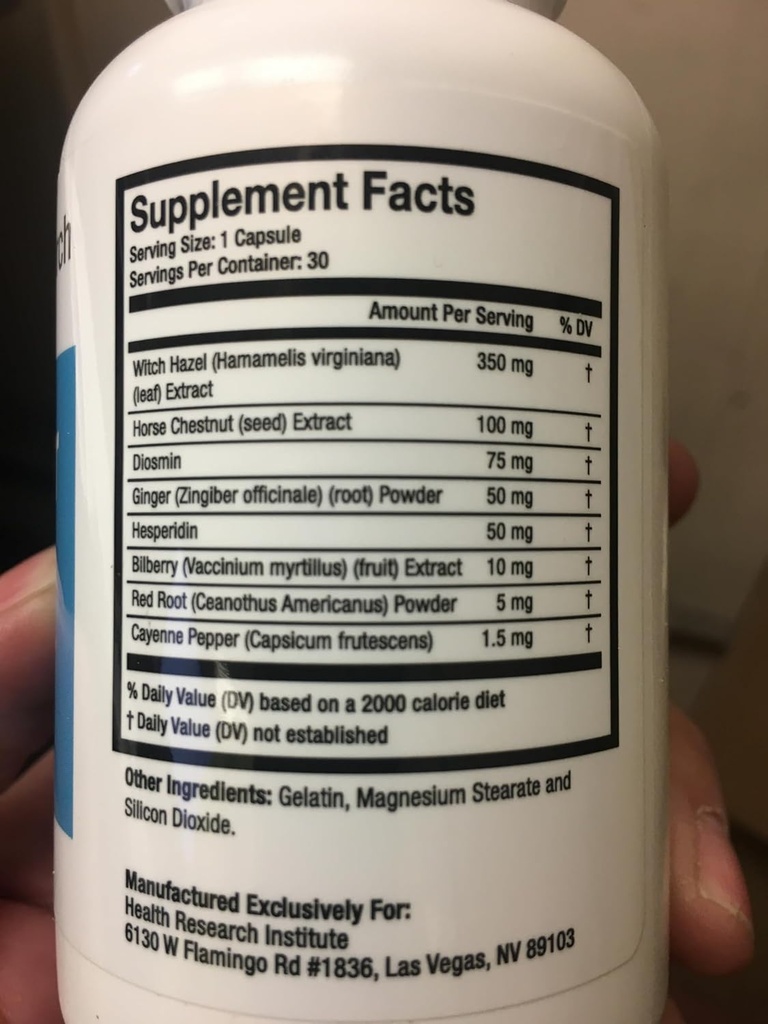 ch
Supplement Facts
Serving Size: 1 Capsule
Servings Per Container: 30
Amount Per Serving % DV
Witch Hazel (Hamamelis virginiana) 350 mg †
(leaf) Extract
Horse Chestnut (seed) Extract 100 mg †
Diosmin 75 mg †
Ginger (Zingiber officinale) (root) Powder 50 mg †
Hesperidin 50 mg †
Bilberry (Vaccinium myrtillus) (fruit) Extract 10 mg †
Red Root (Ceanothus Americanus) Powder 5 mg †
Cayenne Pepper (Capsicum frutescens) 1.5 mg †
% Daily Value (DV) based on a 2000 calorie diet
† Daily Value (DV) not established
Other Ingredients: Gelatin, Magnesium Stearate and
Silicon Dioxide.
Manufactured Exclusively For:
Health Research Institute
6130 W Flamingo Rd #1836, Las Vegas, NV 89103